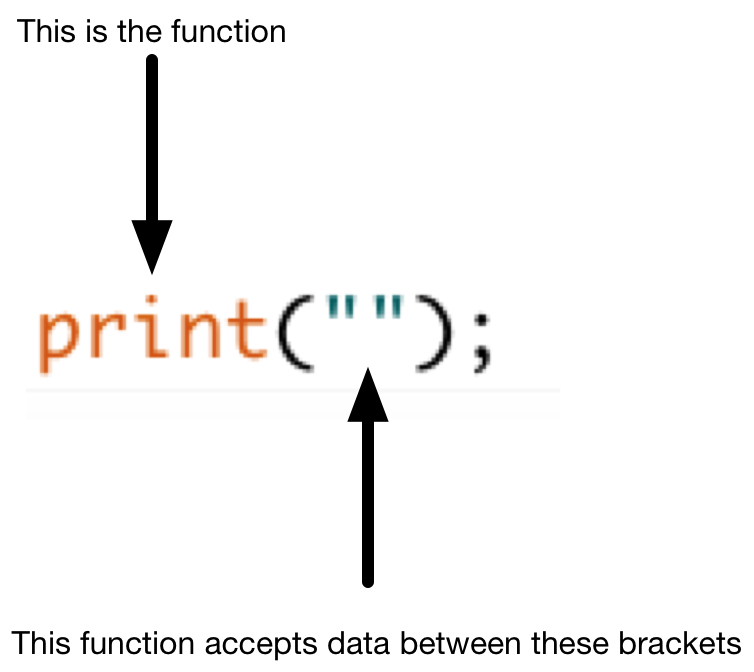 This is the function
print("");
This function accepts data between these brackets